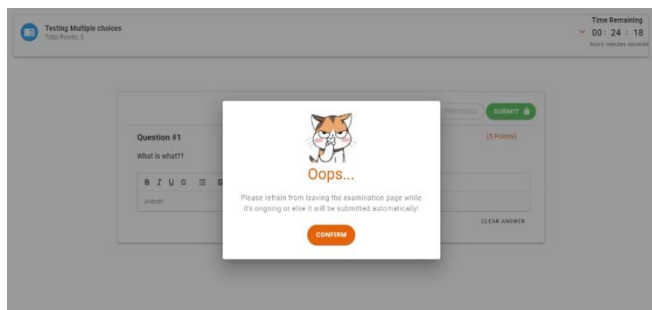 Testing Multiple choices
Total Points: 5
Time Remaining
00 : 24 : 18
hours minutes seconds
PREVIOUS
SUBMIT
Question #1
(5 Points)
What is what??
B I U S
Answer
CLEAR ANSWER
Oops...
Please refrain from leaving the examination page while
it's ongoing or else it will be submitted automatically!
CONFIRM